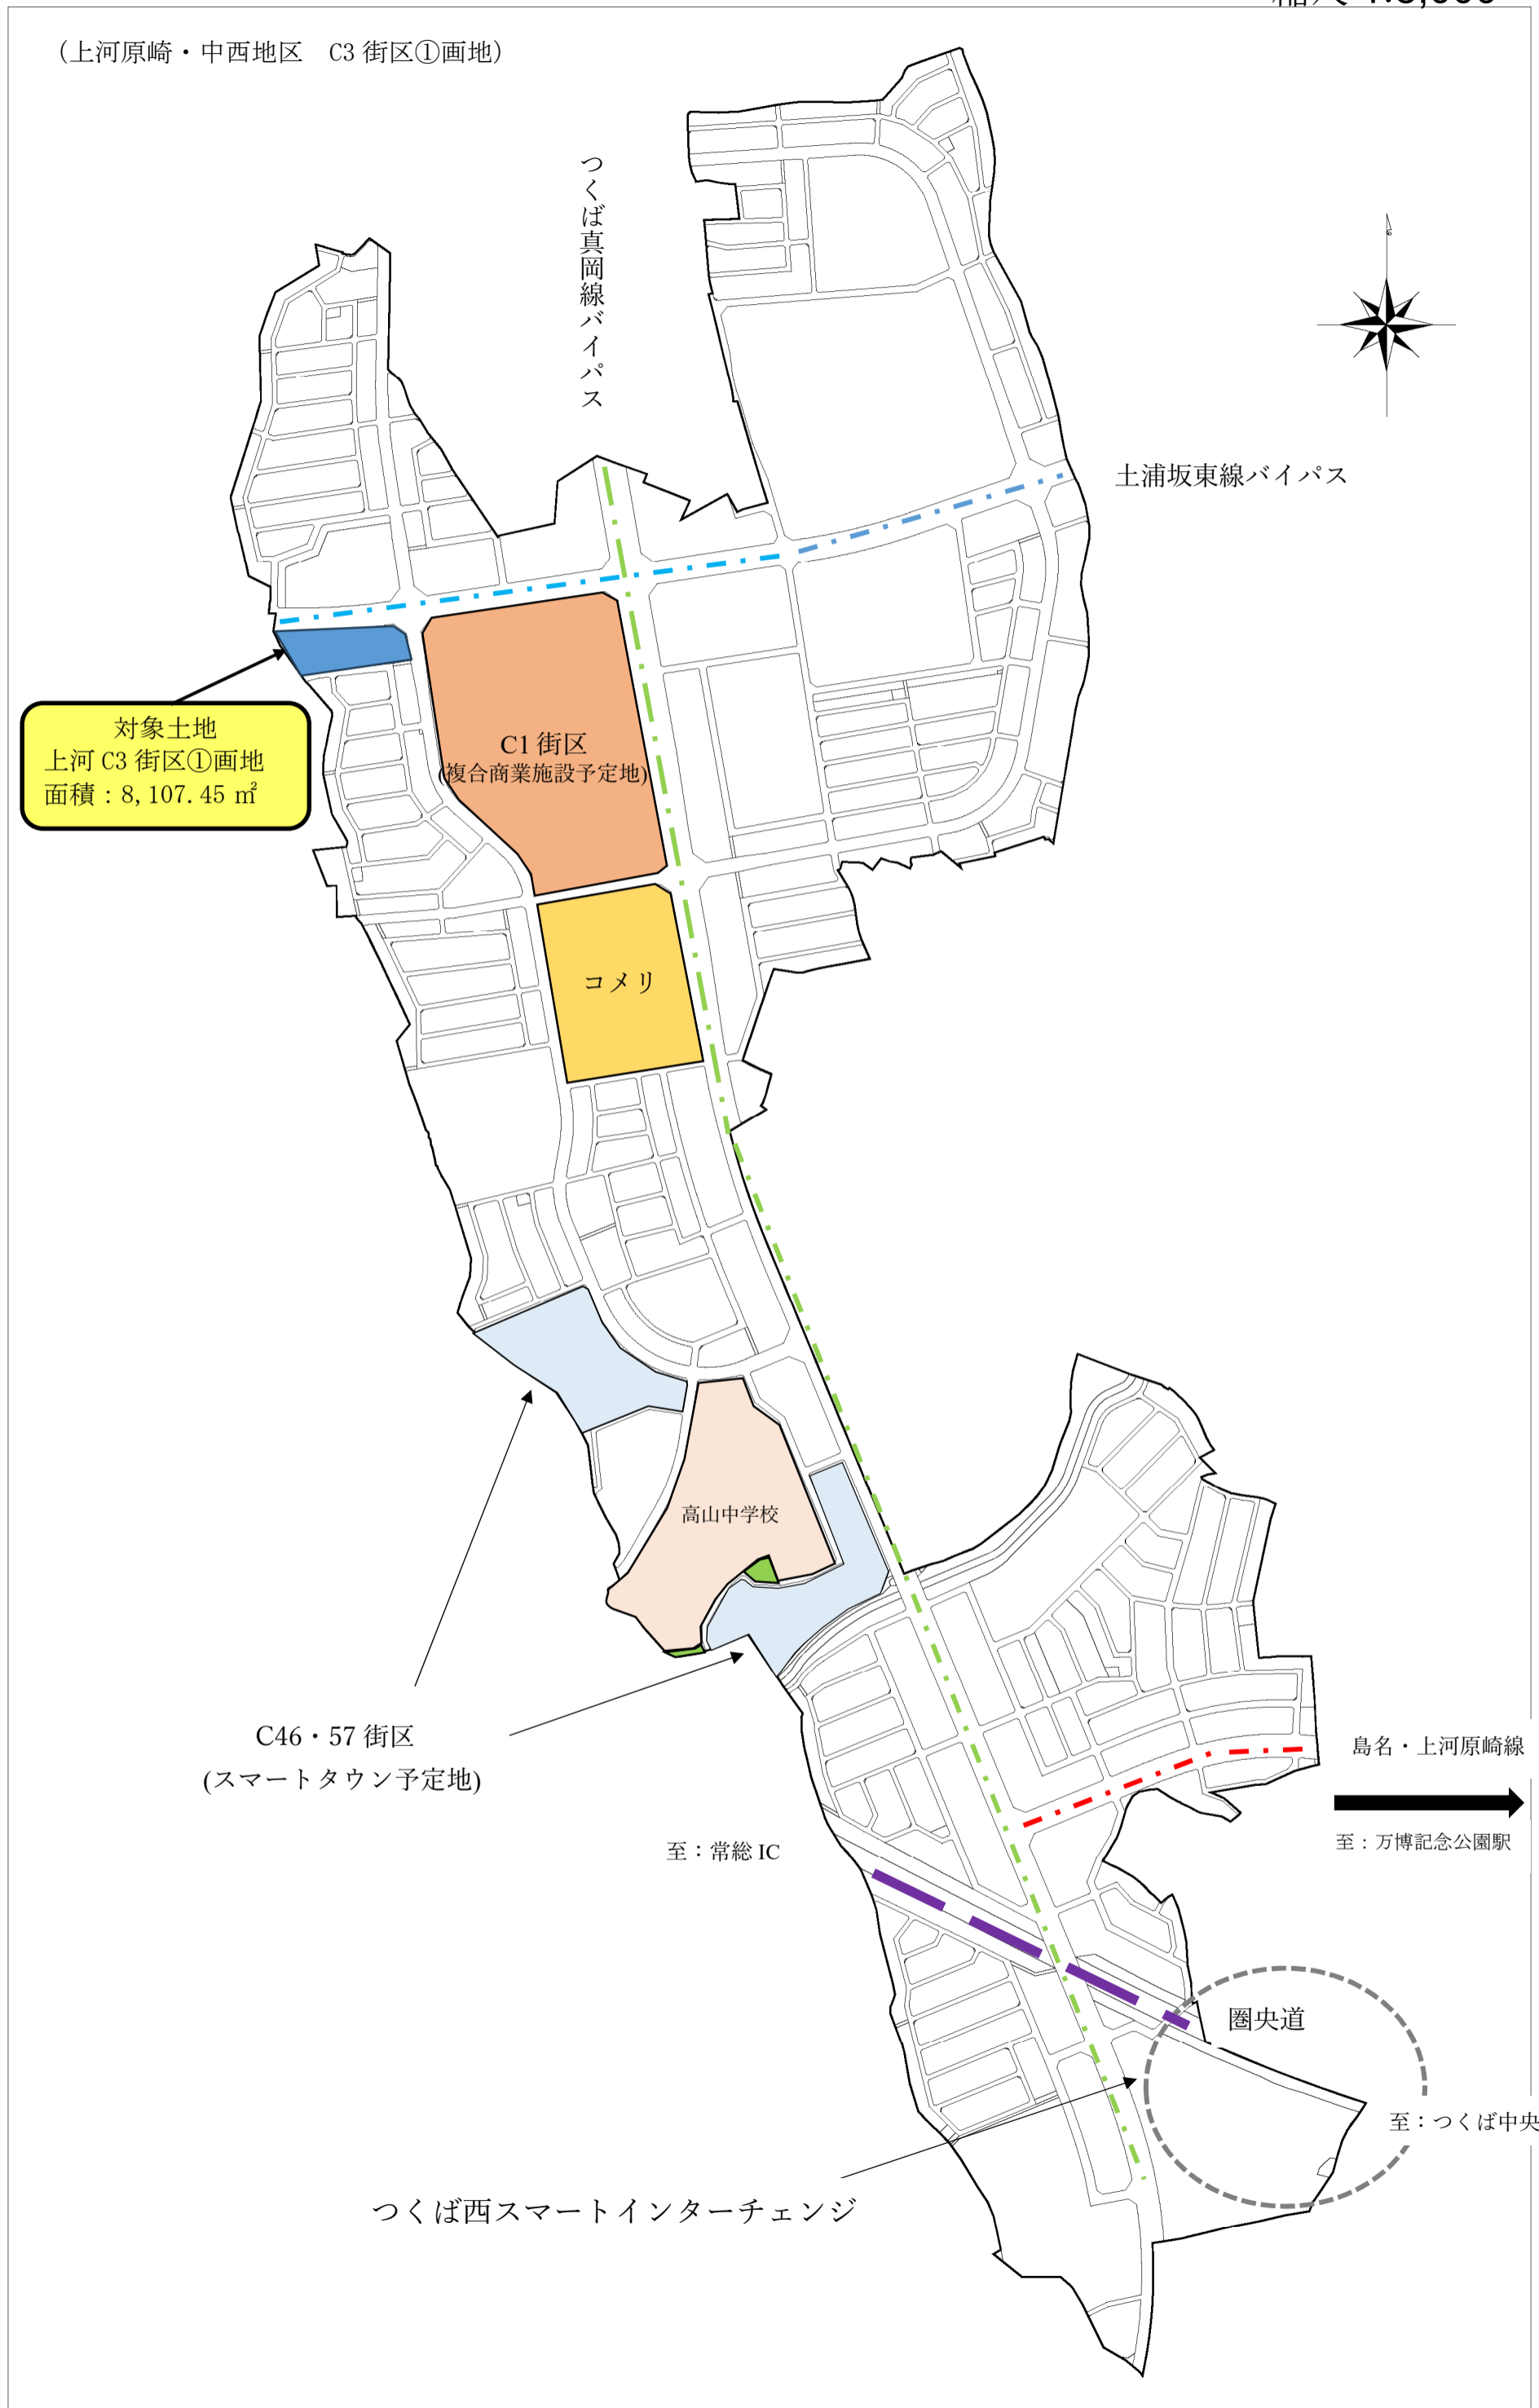 （上河原崎・中西地区　C3 街区①画地）
つくば真岡線バイパス
土浦坂東線バイパス
対象土地
上河 C3 街区①画地
面積：8,107.45 ㎡
C1 街区
(複合商業施設予定地)
コメリ
高山中学校
C46・57 街区
(スマートタウン予定地)
島名・上河原崎線
至：万博記念公園駅
至：常総 IC
圏央道
至：つくば中央
つくば西スマートインターチェンジ